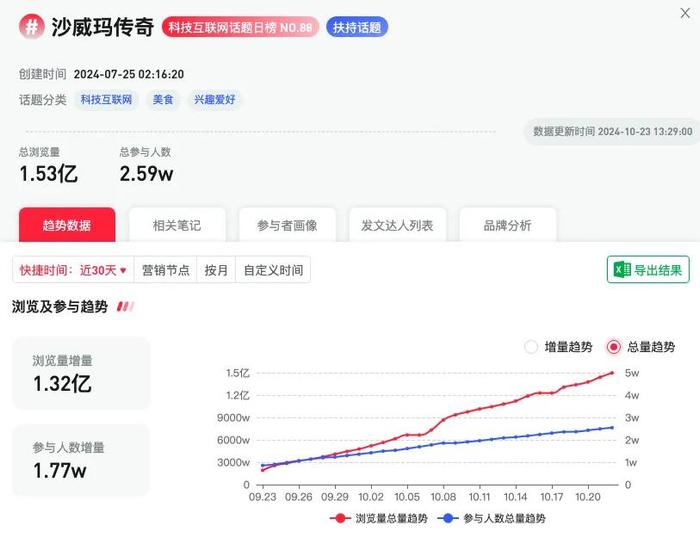 # 沙威玛传奇 科技互联网话题日榜 NO.88 扶持话题
创建时间 2024-07-25 02:16:20
话题分类 科技互联网 美食 兴趣爱好
数据更新时间 2024-10-23 13:29:00
总浏览量 总参与人数
1.53亿 2.59w
趋势数据 相关笔记 参与者画像 发文达人列表 品牌分析
快捷时间：近30天 营销节点 按月 自定义时间 导出结果
浏览及参与趋势
增量趋势 总量趋势
浏览量增量
1.32亿
参与人数增量
1.77w
1.5亿 5w
1.2亿 4w
9000w 3w
6000w 2w
3000w 1w
0 0
09.23 09.26 09.29 10.02 10.05 10.08 10.11 10.14 10.17 10.20
浏览量总量趋势 参与人数总量趋势